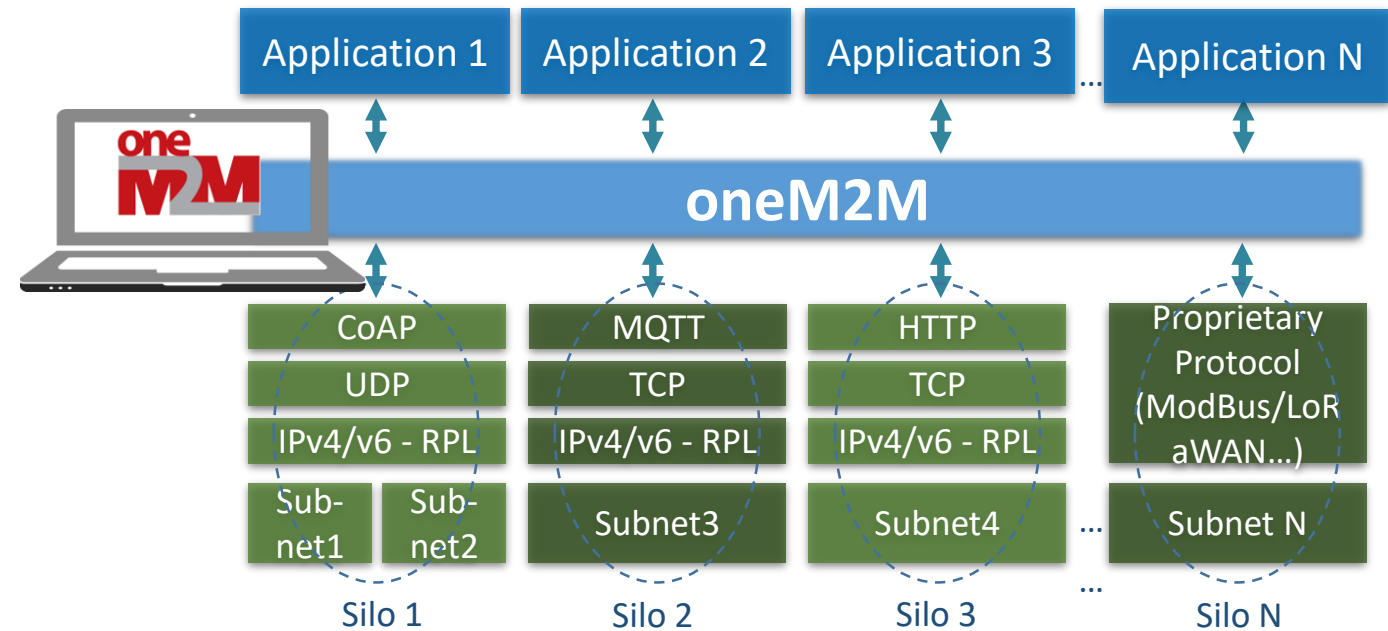 Application 1
Application 2
Application 3
...
Application N
one
M2M
oneM2M
CoAP
UDP
IPv4/v6 - RPL
Sub-
net1
Sub-
net2
Silo 1
MQTT
TCP
IPv4/v6 - RPL
Subnet3
Silo 2
HTTP
TCP
IPv4/v6 - RPL
Subnet4
Silo 3
...
...
Proprietary
Protocol
(ModBus/LoR
aWAN...)
Subnet N
Silo N